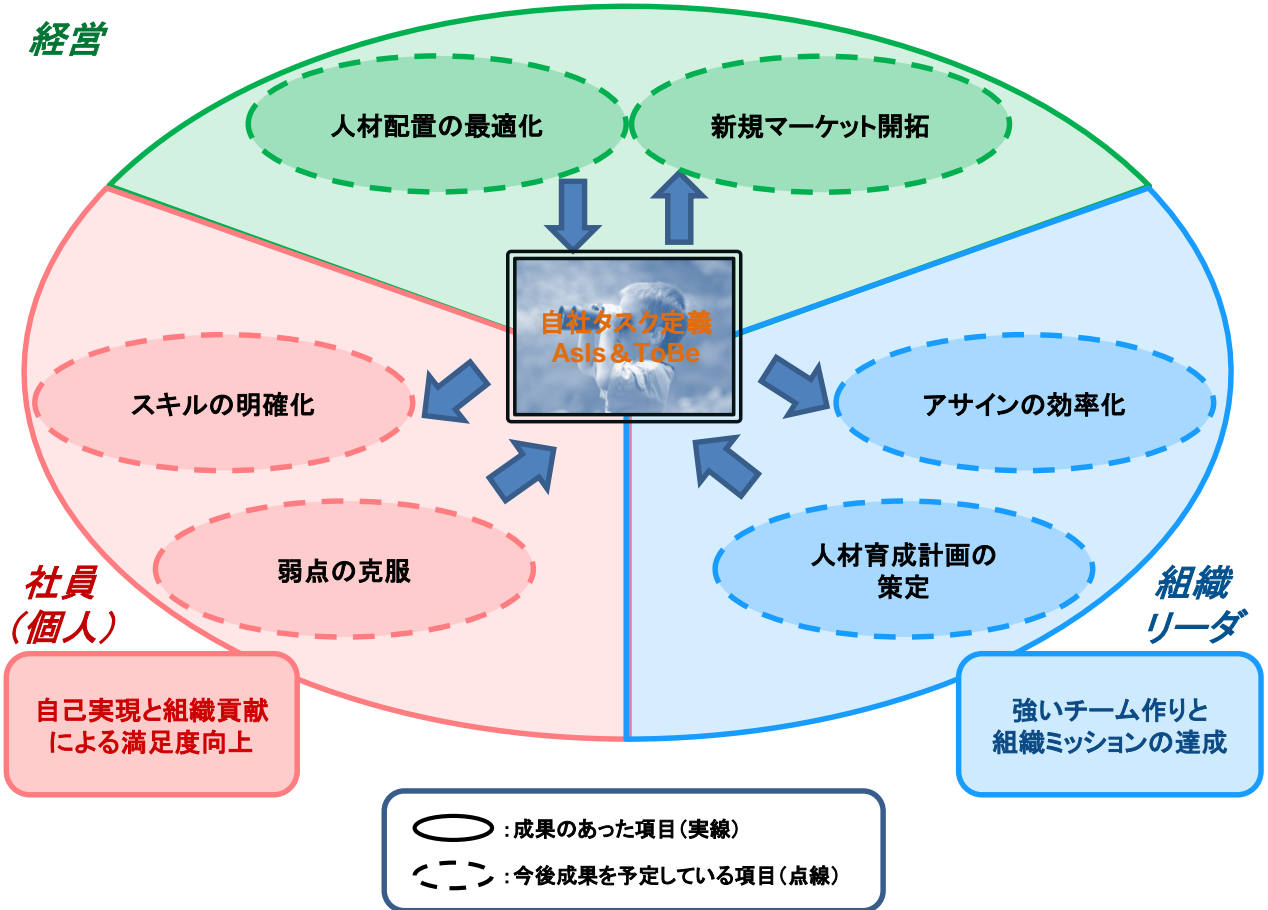 経営
人材配置の最適化
新規マーケット開拓
自社タスク定義
AsIs＆ToBe
スキルの明確化
アサインの効率化
弱点の克服
人材育成計画の
策定
社員
（個人）
組織
リーダ
自己実現と組織貢献
による満足度向上
強いチーム作りと
組織ミッションの達成
：成果のあった項目（実線）
：今後成果を予定している項目（点線）